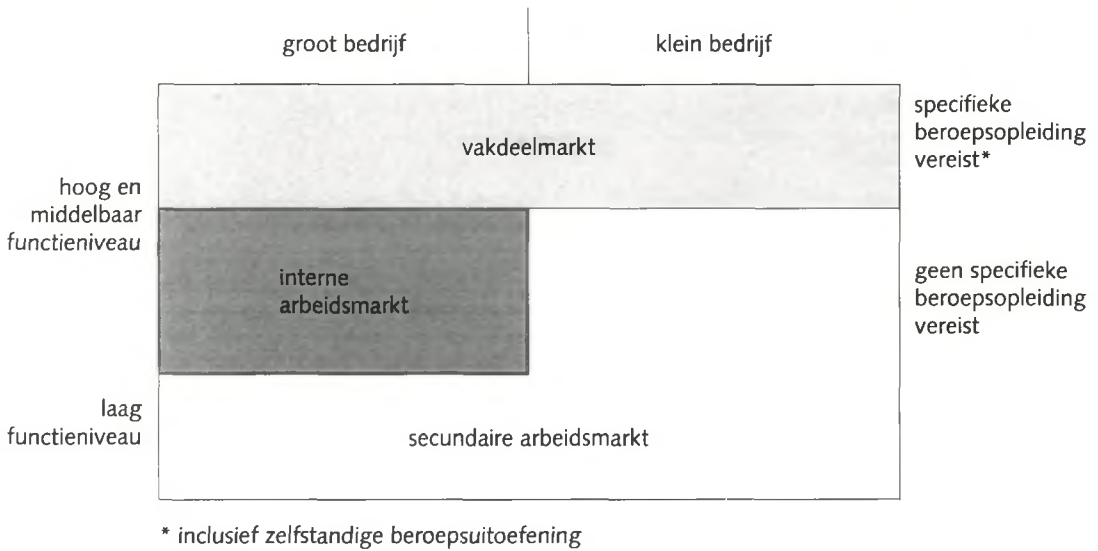 groot bedrijf
klein bedrijf
vakdeelmarkt
specifieke
beroepsopleiding
vereist*
hoog en
middelbaar
functieniveau
interne
arbeidsmarkt
geen specifieke
beroepsopleiding
vereist
laag
functieniveau
secundaire arbeidsmarkt
* inclusief zelfstandige beroepsuitoefening